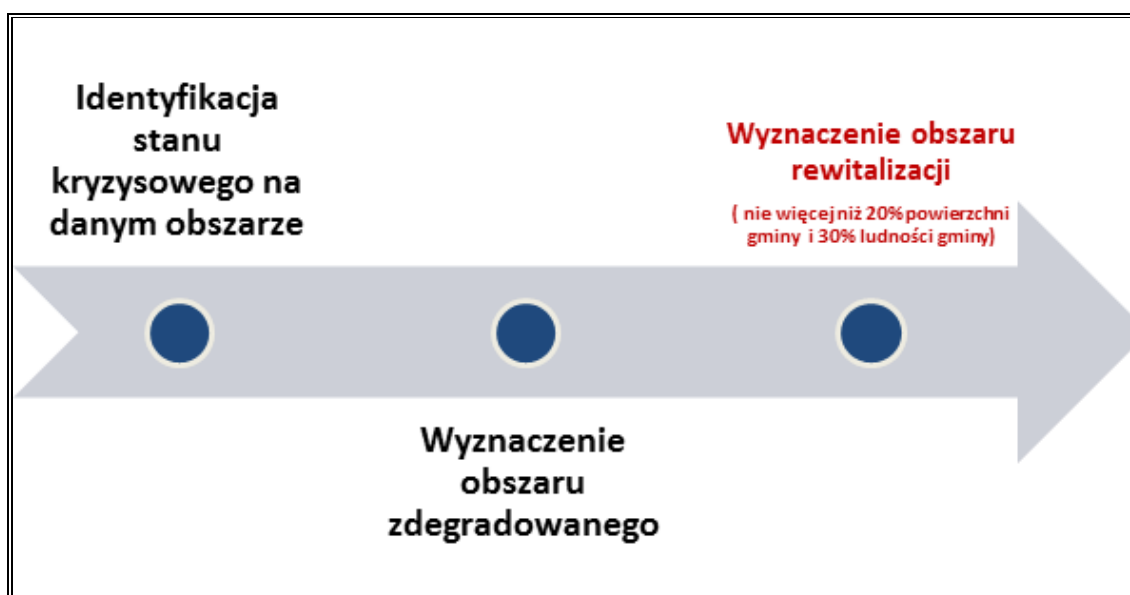 Identyfikacja
stanu
kryzysowego na
danym obszarze
Wyznaczenie
obszaru
zdegradowanego
Wyznaczenie obszaru
rewitalizacji
( nie więcej niż 20% powierzchni
gminy i 30% ludności gminy)